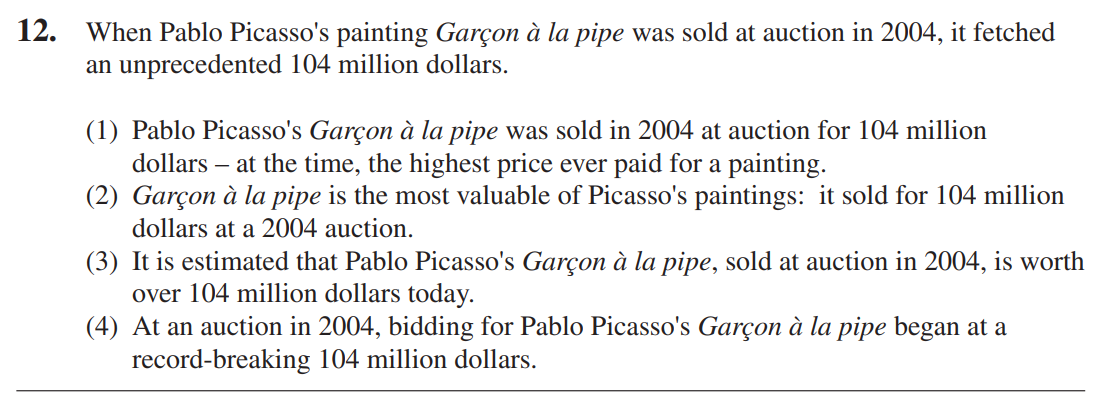 12. When Pablo Picasso's painting Garçon à la pipe was sold at auction in 2004, it fetched
an unprecedented 104 million dollars.
(1) Pablo Picasso's Garçon à la pipe was sold in 2004 at auction for 104 million
dollars – at the time, the highest price ever paid for a painting.
(2) Garçon à la pipe is the most valuable of Picasso's paintings: it sold for 104 million
dollars at a 2004 auction.
(3) It is estimated that Pablo Picasso's Garçon à la pipe, sold at auction in 2004, is worth
over 104 million dollars today.
(4) At an auction in 2004, bidding for Pablo Picasso's Garçon à la pipe began at a
record-breaking 104 million dollars.